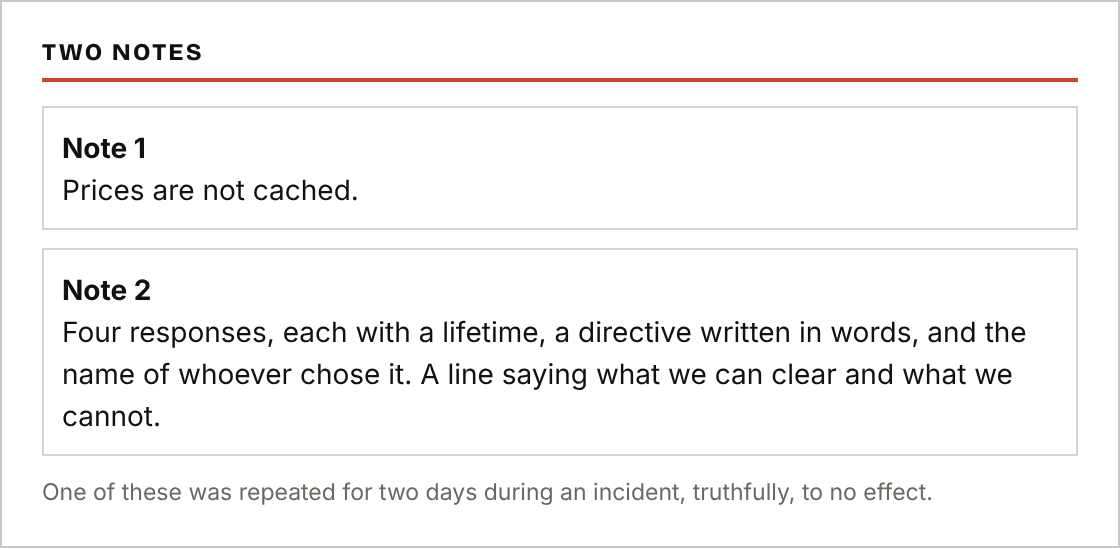 TWO NOTES
Note 1
Prices are not cached.
Note 2
Four responses, each with a lifetime, a directive written in words, and the
name of whoever chose it. A line saying what we can clear and what we
cannot.
One of these was repeated for two days during an incident, truthfully, to no effect.